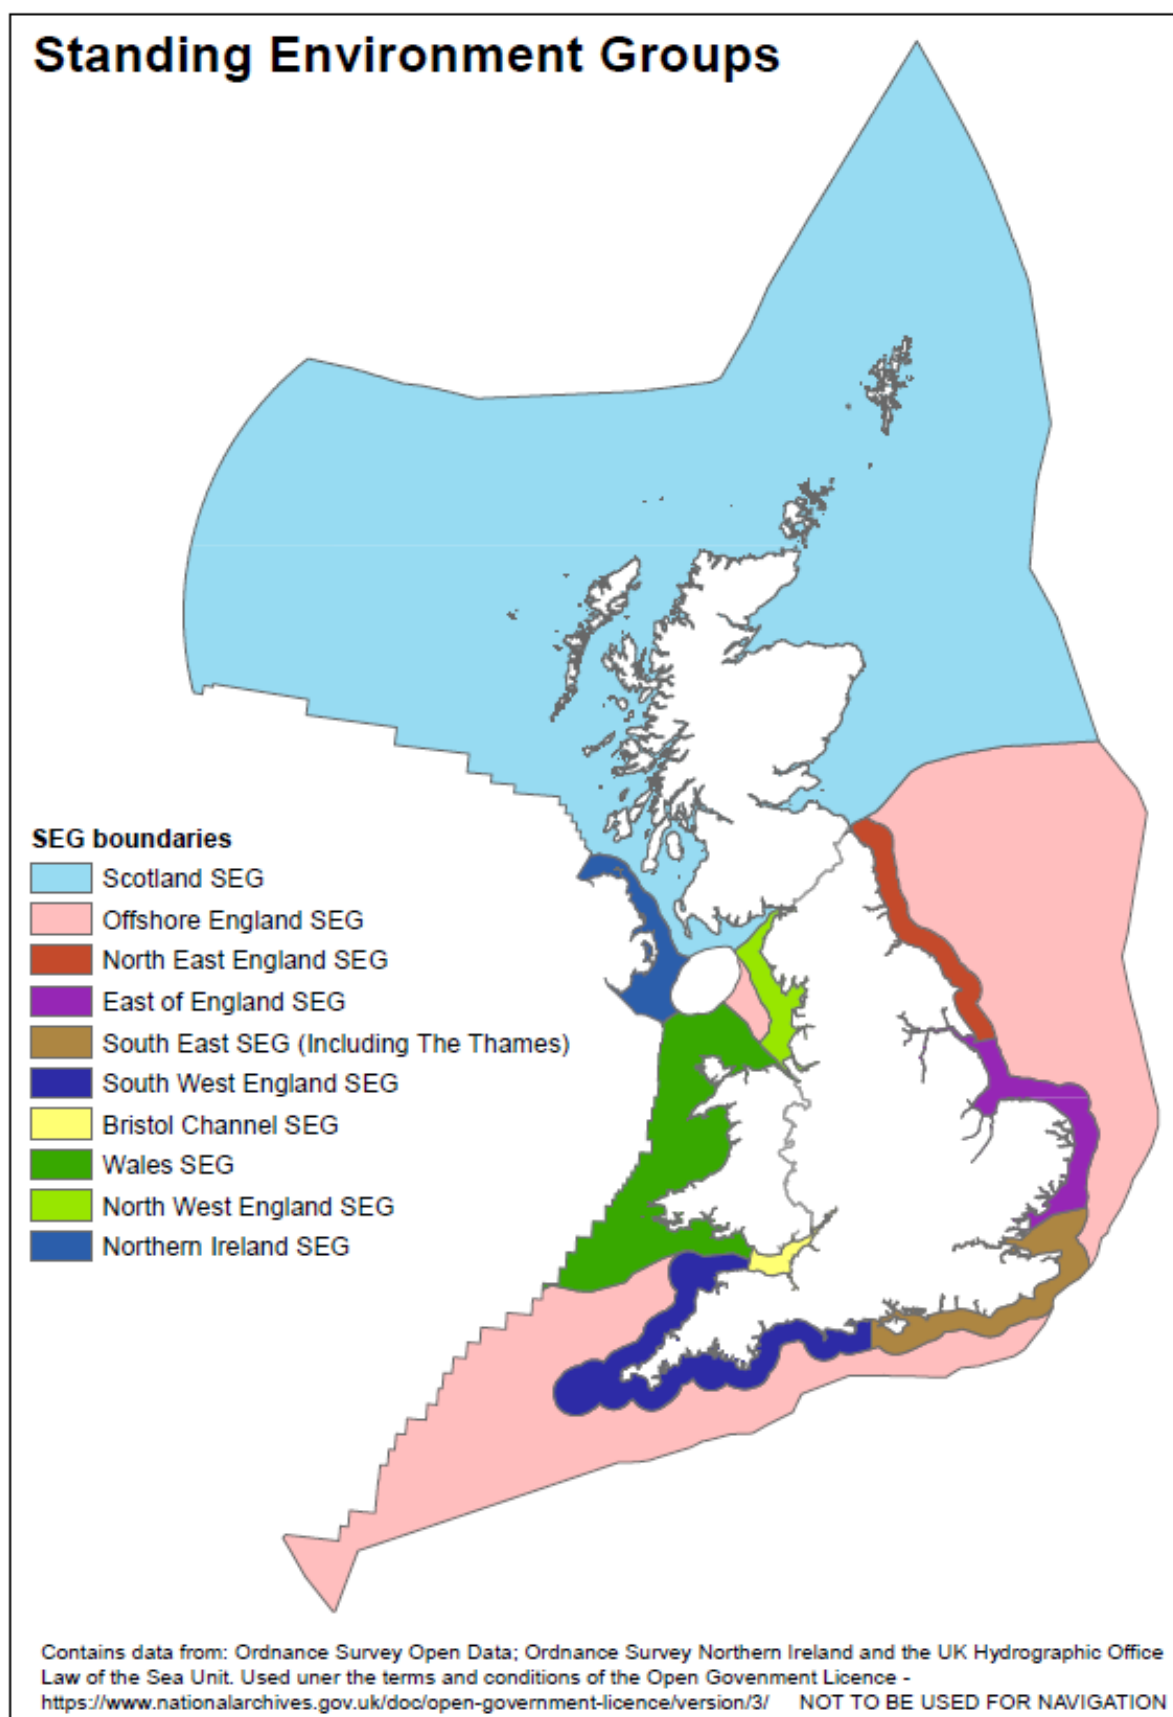 Standing Environment Groups
SEG boundaries
Scotland SEG
Offshore England SEG
North East England SEG
East of England SEG
South East SEG (Including The Thames)
South West England SEG
Bristol Channel SEG
Wales SEG
North West England SEG
Northern Ireland SEG
Contains data from: Ordnance Survey Open Data; Ordnance Survey Northern Ireland and the UK Hydrographic Office
Law of the Sea Unit. Used uner the terms and conditions of the Open Govenment Licence -
https://www.nationalarchives.gov.uk/doc/open-government-licence/version/3/ NOT TO BE USED FOR NAVIGATION